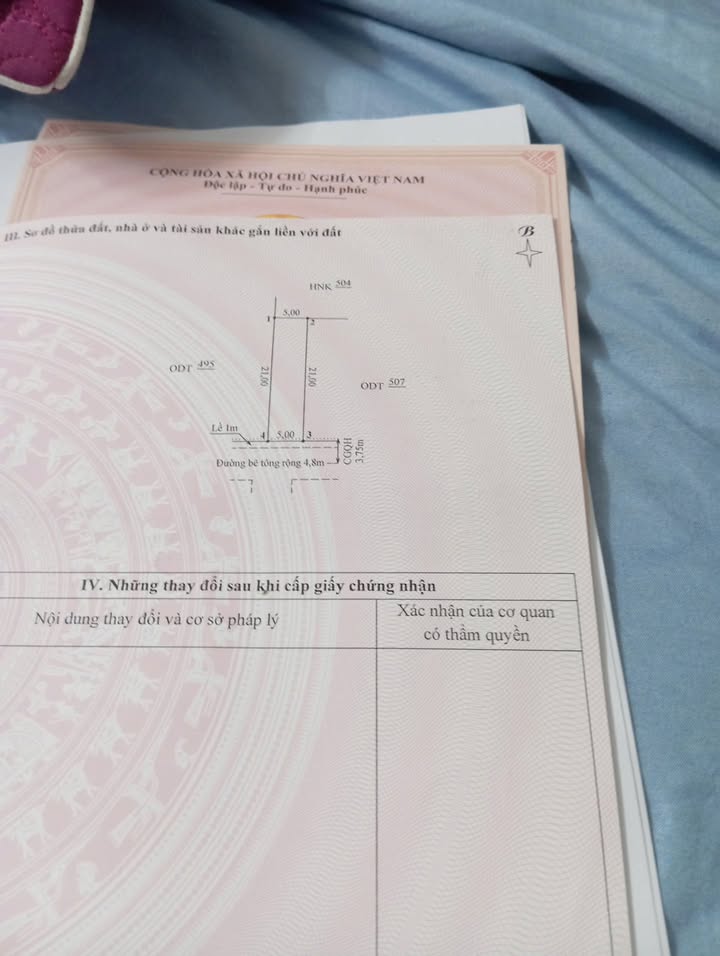 CỘNG HÒA XÃ HỘI CHỦ NGHĨA VIỆT NAM
Độc lập - Tự do - Hạnh phúc
III. Sơ đồ thửa đất, nhà ở và tài sản khác gắn liền với đất
B
HNK 504
1 5,00 2
ODT 495
21,00 21,00
ODT 507
Lề 1m
4 5,00 3
CGQH
3,75m
Đường bê tông rộng 4,8m
IV. Những thay đổi sau khi cấp giấy chứng nhận
Nội dung thay đổi và cơ sở pháp lý
Xác nhận của cơ quan
có thẩm quyền